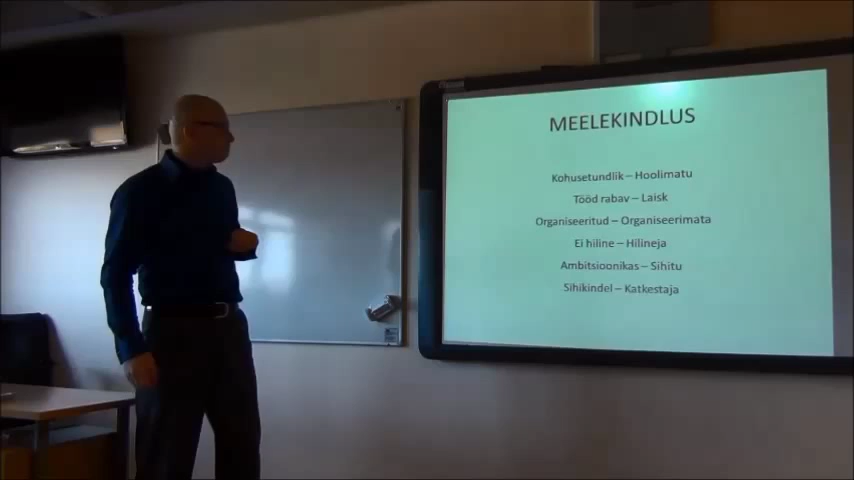 MEELEKINDLUS
Kohusetundlik – Hoolimatu
Tööd rabav – Laisk
Organiseeritud – Organiseerimata
Ei hiline – Hilineja
Ambitsioonikas – Sihitu
Sihikindel – Katkestaja